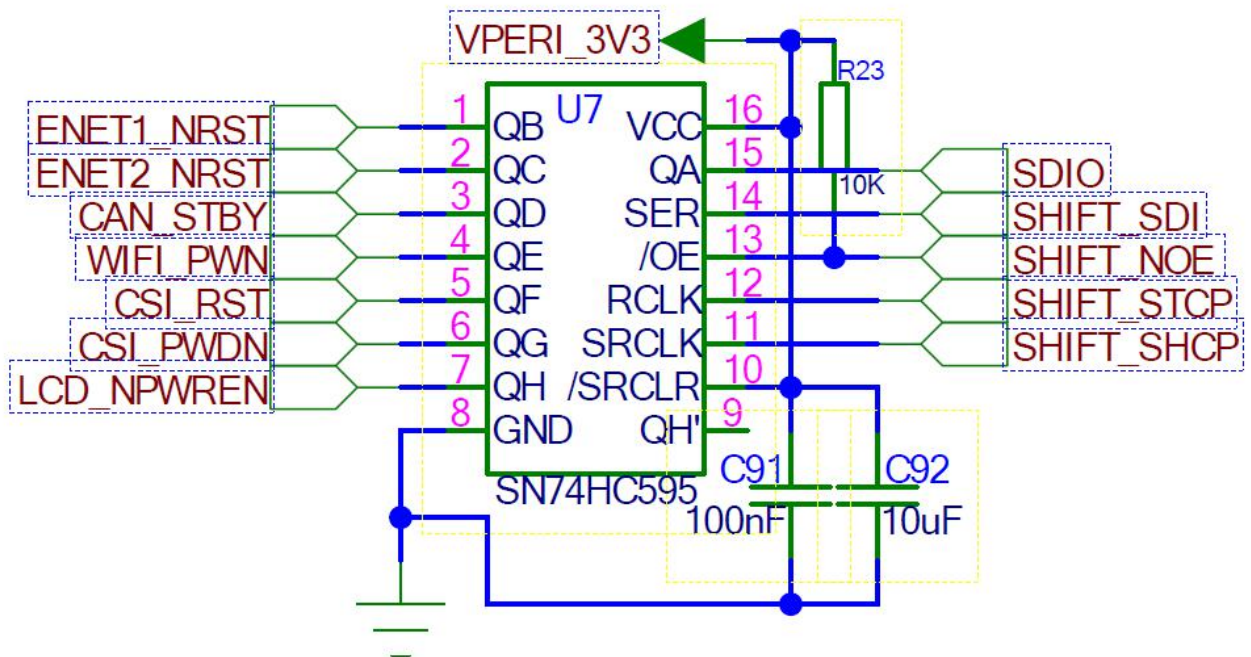 VPERI_3V3
R23
10K
U7
ENET1_NRST 1 QB VCC 16
ENET2_NRST 2 QC QA 15 SDIO
CAN_STBY 3 QD SER 14 SHIFT_SDI
WIFI_PWN 4 QE /OE 13 SHIFT_NOE
CSI_RST 5 QF RCLK 12 SHIFT_STCP
CSI_PWDN 6 QG SRCLK 11 SHIFT_SHCP
LCD_NPWREN 7 QH /SRCLR 10
8 GND QH' 9
SN74HC595
C91
100nF
C92
10uF